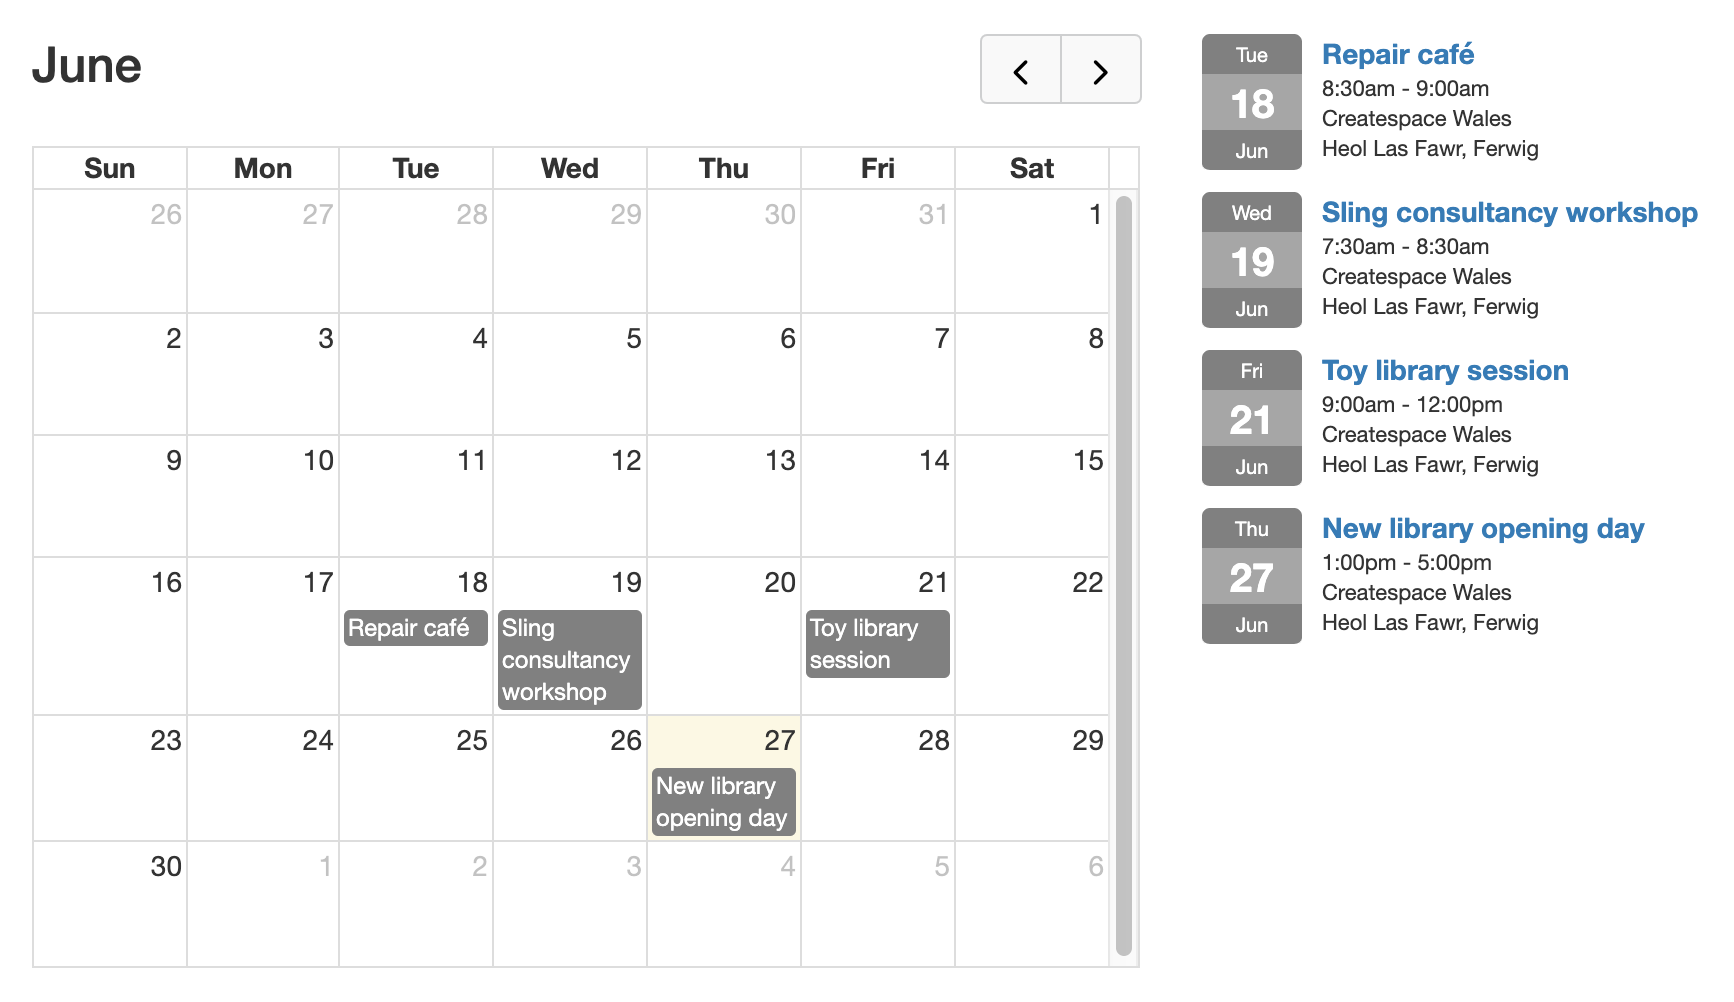 June
Sun Mon Tue Wed Thu Fri Sat
26 27 28 29 30 31 1
2 3 4 5 6 7 8
9 10 11 12 13 14 15
16 17 18 19 20 21 22
Repair café
Sling
consultancy
workshop
Toy library
session
23 24 25 26 27 28 29
New library
opening day
30 1 2 3 4 5 6
Tue
18
Jun
Repair café
8:30am - 9:00am
Createspace Wales
Heol Las Fawr, Ferwig
Wed
19
Jun
Sling consultancy workshop
7:30am - 8:30am
Createspace Wales
Heol Las Fawr, Ferwig
Fri
21
Jun
Toy library session
9:00am - 12:00pm
Createspace Wales
Heol Las Fawr, Ferwig
Thu
27
Jun
New library opening day
1:00pm - 5:00pm
Createspace Wales
Heol Las Fawr, Ferwig